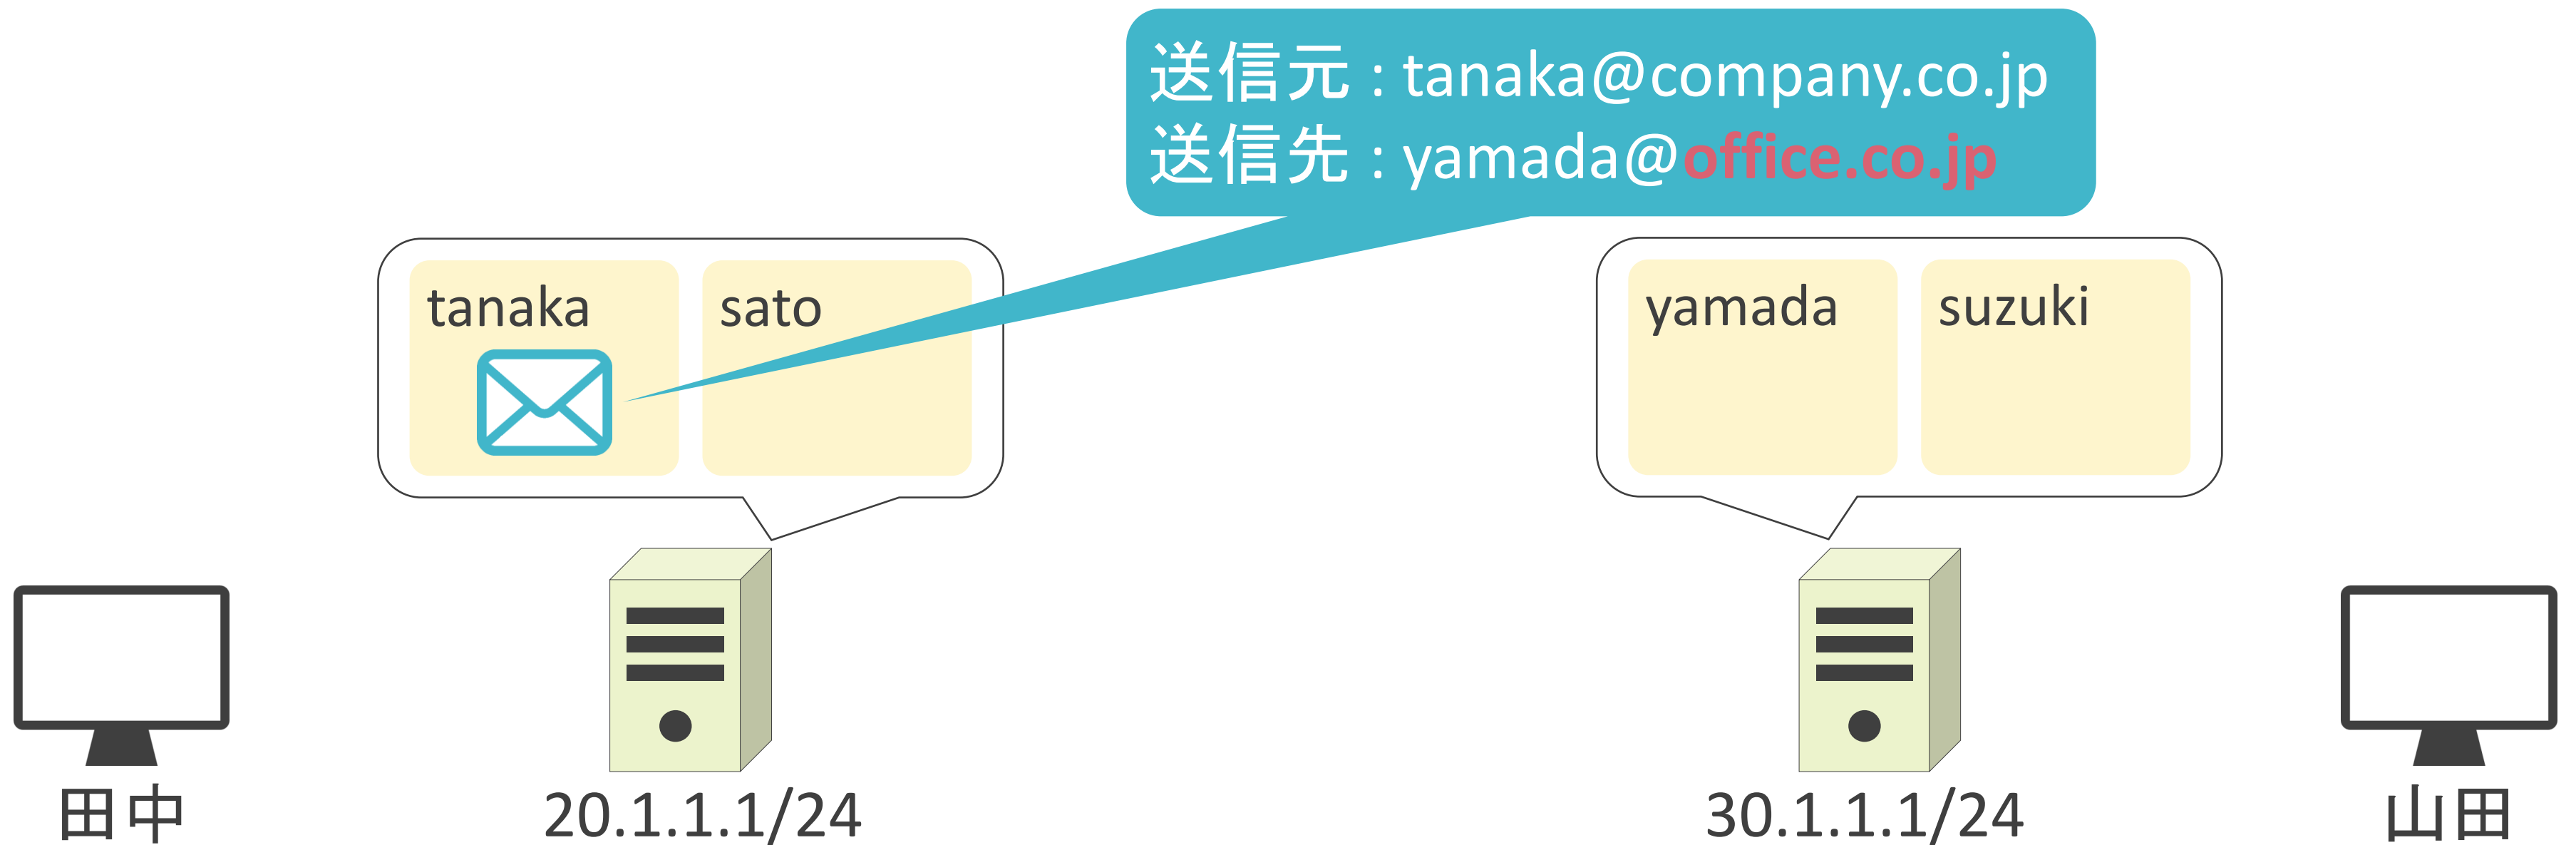 送信元 : tanaka@company.co.jp
送信先 : yamada@office.co.jp
tanaka
sato
yamada
suzuki
田中
20.1.1.1/24
30.1.1.1/24
山田